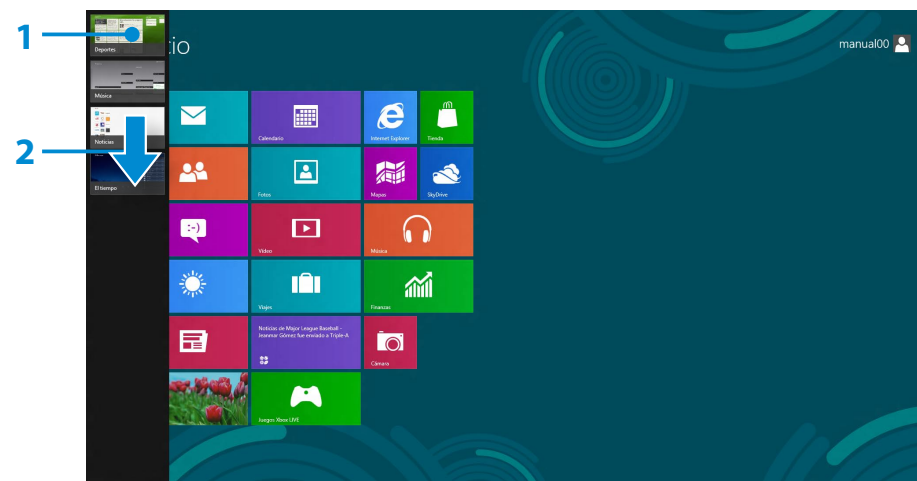 1
Deportes
cio
manual00
Música
Noticias
2
El tiempo
Calendario
Internet Explorer
Tienda
Fotos
Mapas
SkyDrive
:-)
Vídeo
Música
Viajes
Finanzas
Noticias de Major League Baseball -
Jeanmar Gómez fue enviado a Triple-A
Cámara
Juegos Xbox LIVE